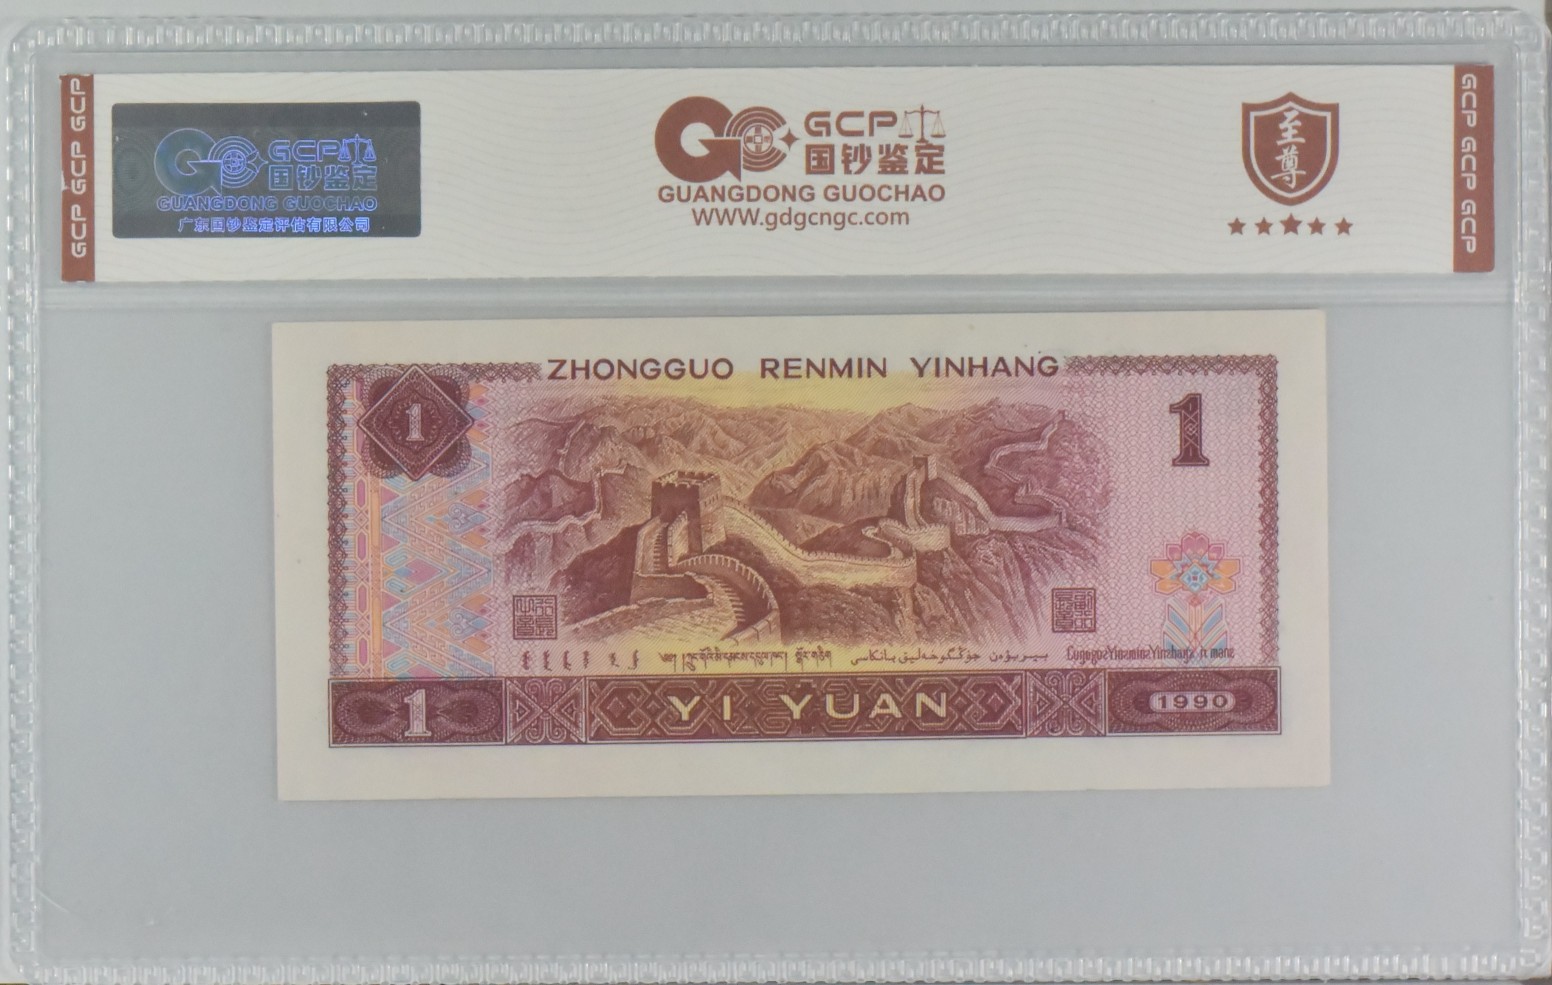 GCP GCP GCP
GCP
国钞鉴定
GUANGDONG GUOCHAO
广东国钞鉴定评估有限公司
GCP
国钞鉴定
GUANGDONG GUOCHAO
WWW.gdgcngc.com
至尊
GCP GCP GCP
ZHONGGUO RENMIN YINHANG
1
1
1
YI YUAN
1990